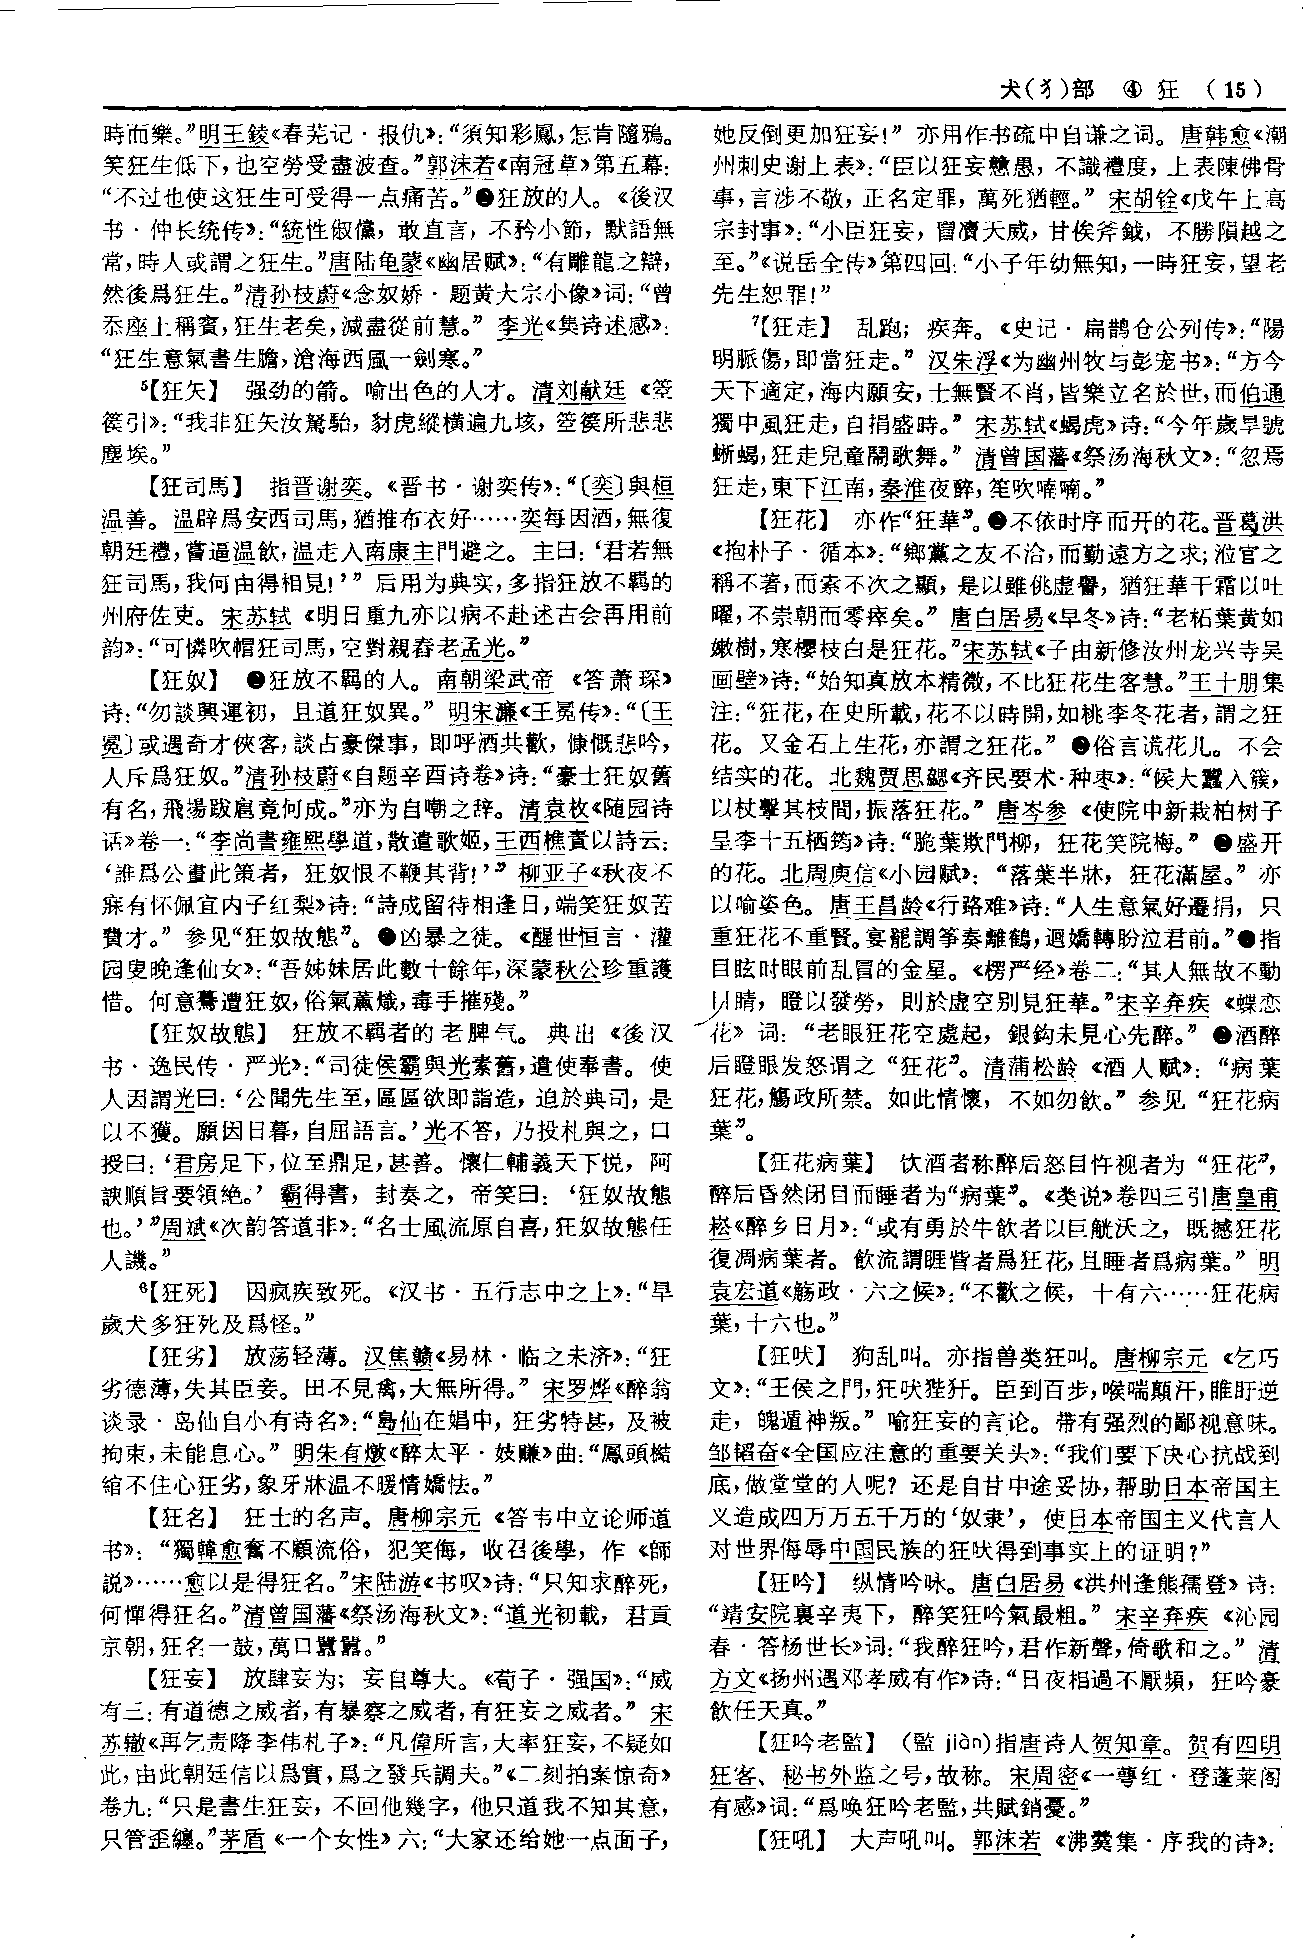 犬(犭)部 ④ 狂 (15)
時而樂。”明王錂《春芜记·报仇》：“須知彩鳳，怎肯隨鴉。
笑狂生低下，也空勞受盡波查。”郭沫若《南冠草》第五幕：
“不过也使这狂生可受得一点痛苦。”❷狂放的人。《後汉
书·仲长统传》：“統性俶儻，敢直言，不矜小節，默語無
常，時人或謂之狂生。”唐陆龟蒙《幽居赋》：“有雕龍之辯，
然後爲狂生。”清孙枝蔚《念奴娇·题黄大宗小像》词：“曾
忝座上稱賓，狂生老矣，減盡從前慧。” 李光《集诗述感》：
“狂生意氣書生膽，滄海西風一劍寒。”
⁵【狂矢】 强劲的箭。喻出色的人才。清刘献廷《箜
篌引》：“我非狂矢汝駑駘，豺虎縱横遍九垓，箜篌所悲悲
塵埃。”
【狂司馬】 指晋谢奕。《晋书·谢奕传》：“〔奕〕與桓
温善。温辟爲安西司馬，猶推布衣好……奕每因酒，無復
朝廷禮，嘗逼温飲，温走入南康主門避之。主曰：‘君若無
狂司馬，我何由得相見！’” 后用为典实，多指狂放不羁的
州府佐吏。宋苏轼《明日重九亦以病不赴述古会再用前
韵》：“可憐吹帽狂司馬，空對親舂老孟光。”
【狂奴】 ❶狂放不羁的人。南朝梁武帝《答萧琛》
诗：“勿談興運初，且道狂奴異。” 明宋濂《王冕传》：“〔王
冕〕或遇奇才俠客，談占豪傑事，即呼酒共歡，慷慨悲吟，
人斥爲狂奴。”清孙枝蔚《自题辛酉诗卷》诗：“豪士狂奴舊
有名，飛揚跋扈竟何成。”亦为自嘲之辞。清袁枚《随园诗
话》卷一：“李尚書雍熙學道，散遣歌姬，王西樵責以詩云：
‘誰爲公畫此策者，狂奴恨不鞭其背！’” 柳亚子《秋夜不
寐有怀佩宜内子红梨》诗：“詩成留待相逢日，端笑狂奴苦
費才。” 参见“狂奴故態”。❷凶暴之徒。《醒世恒言·灌
园叟晚逢仙女》：“吾姊妹居此數十餘年，深蒙秋公珍重護
惜。何意驀遭狂奴，俗氣薰熾，毒手摧殘。”
【狂奴故態】 狂放不羁者的老脾气。典出《後汉
书·逸民传·严光》：“司徒侯霸與光素舊，遣使奉書。使
人因謂光曰：‘公聞先生至，區區欲即詣造，迫於典司，是
以不獲。願因日暮，自屈語言。’光不答，乃投札與之，口
授曰：‘君房足下，位至鼎足，甚善。懷仁輔義天下悦，阿
諛順旨要領絶。’ 霸得書，封奏之，帝笑曰：‘狂奴故態
也。’”周斌《次韵答道非》：“名士風流原自喜，狂奴故態任
人譏。”
⁶【狂死】 因疯疾致死。《汉书·五行志中之上》：“旱
歲犬多狂死及爲怪。”
【狂劣】 放荡轻薄。汉焦赣《易林·临之未济》：“狂
劣德薄，失其臣妾。田不見禽，犬無所得。” 宋罗烨《醉翁
谈录·岛仙自小有诗名》：“島仙在娼中，狂劣特甚，及被
拘束，未能息心。” 明朱有燉《醉太平·妓赚》曲：“鳳頭槌
綰不住心狂劣，象牙牀温不暖情嬌怯。”
【狂名】 狂士的名声。唐柳宗元《答韦中立论师道
书》：“獨韓愈奮不顧流俗，犯笑侮，收召後學，作《師
説》……愈以是得狂名。”宋陆游《书叹》诗：“只知求醉死，
何憚得狂名。”清曾国藩《祭汤海秋文》：“道光初載，君貢
京朝，狂名一鼓，萬口囂囂。”
【狂妄】 放肆妄为；妄自尊大。《荀子·强国》：“威
有三：有道德之威者，有暴察之威者，有狂妄之威者。” 宋
苏辙《再乞责降李伟札子》：“凡偉所言，大率狂妄，不疑如
此，由此朝廷信以爲實，爲之發兵調夫。”《二刻拍案惊奇》
卷九：“只是書生狂妄，不回他幾字，他只道我不知其意，
只管歪纏。”茅盾《一个女性》六：“大家还给她一点面子，
她反倒更加狂妄！” 亦用作书疏中自谦之词。唐韩愈《潮
州刺史谢上表》：“臣以狂妄戇愚，不識禮度，上表陳佛骨
事，言涉不敬，正名定罪，萬死猶輕。” 宋胡铨《戊午上高
宗封事》：“小臣狂妄，冒瀆天威，甘俟斧鉞，不勝隕越之
至。”《说岳全传》第四回：“小子年幼無知，一時狂妄，望老
先生恕罪！”
⁷【狂走】 乱跑；疾奔。《史记·扁鹊仓公列传》：“陽
明脈傷，即當狂走。” 汉朱浮《为幽州牧与彭宠书》：“方今
天下適定，海内願安，士無賢不肖，皆樂立名於世，而伯通
獨中風狂走，自捐盛時。” 宋苏轼《蝎虎》诗：“今年歲旱號
蜥蝪，狂走兒童鬧歌舞。” 清曾国藩《祭汤海秋文》：“忽焉
狂走，東下江南，秦淮夜醉，笙吹喃喃。”
【狂花】 亦作“狂華”。❶不依时序而开的花。晋葛洪
《抱朴子·循本》：“鄉黨之友不洽，而勤遠方之求；涖官之
稱不著，而索不次之顯，是以雖佻虚譽，猶狂華干霜以吐
曜，不崇朝而零瘁矣。” 唐白居易《早冬》诗：“老柘葉黄如
嫩樹，寒櫻枝白是狂花。”宋苏轼《子由新修汝州龙兴寺吴
画壁》诗：“始知真放本精微，不比狂花生客慧。”王十朋集
注：“狂花，在史所載，花不以時開，如桃李冬花者，謂之狂
花。又金石上生花，亦謂之狂花。” ❷俗言谎花儿。不会
结实的花。北魏贾思勰《齐民要术·种枣》：“候大蠶入簇，
以杖擊其枝間，振落狂花。” 唐岑参《使院中新栽柏树子
呈李十五栖筠》诗：“脆葉欺門柳，狂花笑院梅。” ❸盛开
的花。北周庾信《小园赋》：“落葉半牀，狂花滿屋。” 亦
以喻姿色。唐王昌龄《行路难》诗：“人生意氣好遷捐，只
重狂花不重賢。宴罷調筝奏離鶴，迴嬌轉盼泣君前。”❹指
目眩时眼前乱冒的金星。《楞严经》卷二：“其人無故不動
目睛，瞪以發勞，則於虚空别見狂華。”宋辛弃疾《蝶恋
花》词：“老眼狂花空處起，銀鈎未見心先醉。” ❺酒醉
后瞪眼发怒谓之“狂花”。清蒲松龄《酒人赋》：“病葉
狂花，觴政所禁。如此情懷，不如勿飲。” 参见“狂花病
葉”。
【狂花病葉】 饮酒者称醉后怒目忤视者为“狂花”，
醉后昏然闭目而睡者为“病葉”。《类说》卷四三引唐皇甫
崧《醉乡日月》：“或有勇於牛飲者以巨觥沃之，既撼狂花
復凋病葉者。飲流謂睚眥者爲狂花，且睡者爲病葉。” 明
袁宏道《觞政·六之候》：“不歡之候，十有六……狂花病
葉，十六也。”
【狂吠】 狗乱叫。亦指兽类狂叫。唐柳宗元《乞巧
文》：“王侯之門，狂吠狴犴。臣到百步，喉喘顛汗，睢盱逆
走，魄遁神叛。” 喻狂妄的言论。带有强烈的鄙视意味。
邹韬奋《全国应注意的重要关头》：“我们要下决心抗战到
底，做堂堂的人呢？还是自甘中途妥协，帮助日本帝国主
义造成四万万五千万的‘奴隶’，使日本帝国主义代言人
对世界侮辱中国民族的狂吠得到事实上的证明？”
【狂吟】 纵情吟咏。唐白居易《洪州逢熊孺登》诗：
“靖安院裏辛夷下，醉笑狂吟氣最粗。” 宋辛弃疾《沁园
春·答杨世长》词：“我醉狂吟，君作新聲，倚歌和之。” 清
方文《扬州遇邓孝威有作》诗：“日夜相過不厭頻，狂吟豪
飲任天真。”
【狂吟老監】 (監 jiàn)指唐诗人贺知章。贺有四明
狂客、秘书外监之号，故称。宋周密《一萼红·登蓬莱阁
有感》词：“爲唤狂吟老監，共賦銷憂。”
【狂吼】 大声吼叫。郭沫若《沸羹集·序我的诗》：